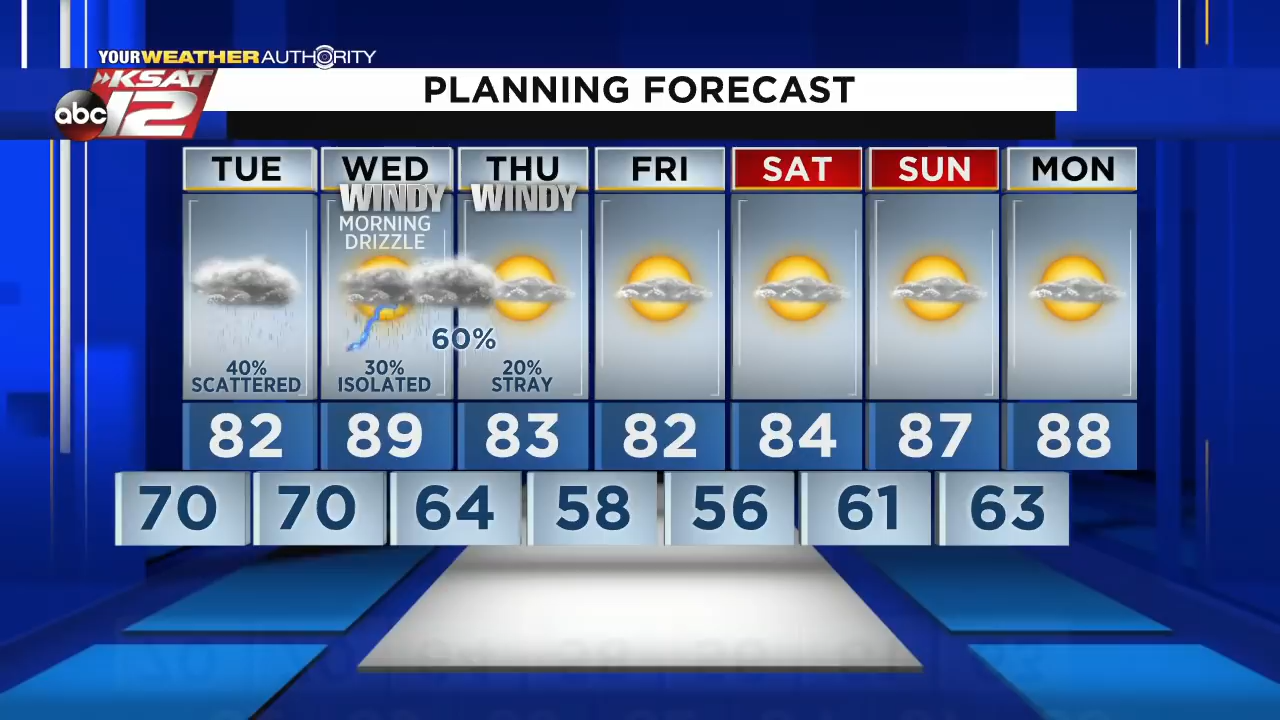 YOURWEATHERAUTHORITY
KSAT
abc 12
PLANNING FORECAST
TUE WED THU FRI SAT SUN MON
WINDY WINDY
MORNING
DRIZZLE
60%
40% 30% 20%
SCATTERED ISOLATED STRAY
82 89 83 82 84 87 88
70 70 64 58 56 61 63